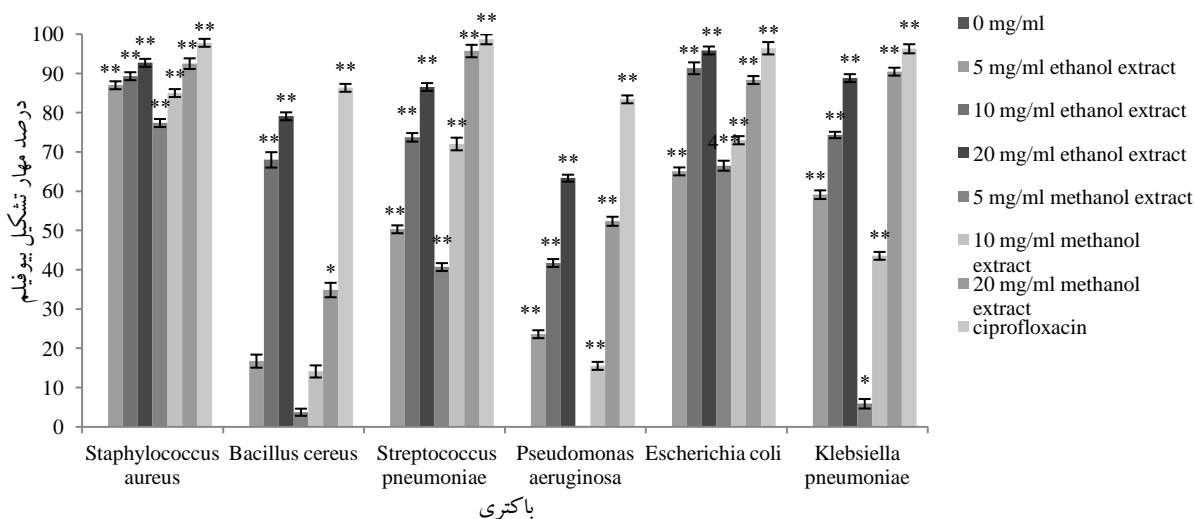 درصد مهار تشکیل بیوفیلم
100
90
80
70
60
50
40
30
20
10
0
** ** ** ** ** ** **
** ** * **
** ** ** ** ** ** **
** ** ** ** ** **
** ** ** 4** ** ** **
** ** ** * ** ** **
Staphylococcus
aureus
Bacillus cereus
Streptococcus
pneumoniae
Pseudomonas
aeruginosa
Escherichia coli
Klebsiella
pneumoniae
باکتری
0 mg/ml
5 mg/ml ethanol extract
10 mg/ml ethanol extract
20 mg/ml ethanol extract
5 mg/ml methanol extract
10 mg/ml methanol
extract
20 mg/ml methanol
extract
ciprofloxacin